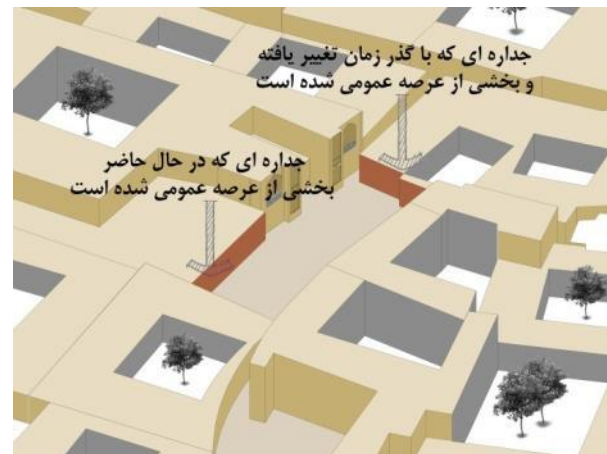 جداره ای که با گذر زمان تغییر یافته
و بخشی از عرصه عمومی شده است
جداره ای که در حال حاضر
بخشی از عرصه عمومی شده است